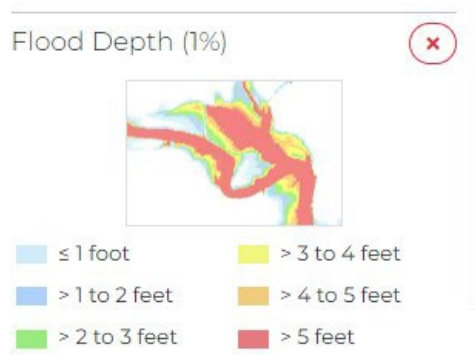 Flood Depth (1%)
≤ 1 foot
> 1 to 2 feet
> 2 to 3 feet
> 3 to 4 feet
> 4 to 5 feet
> 5 feet